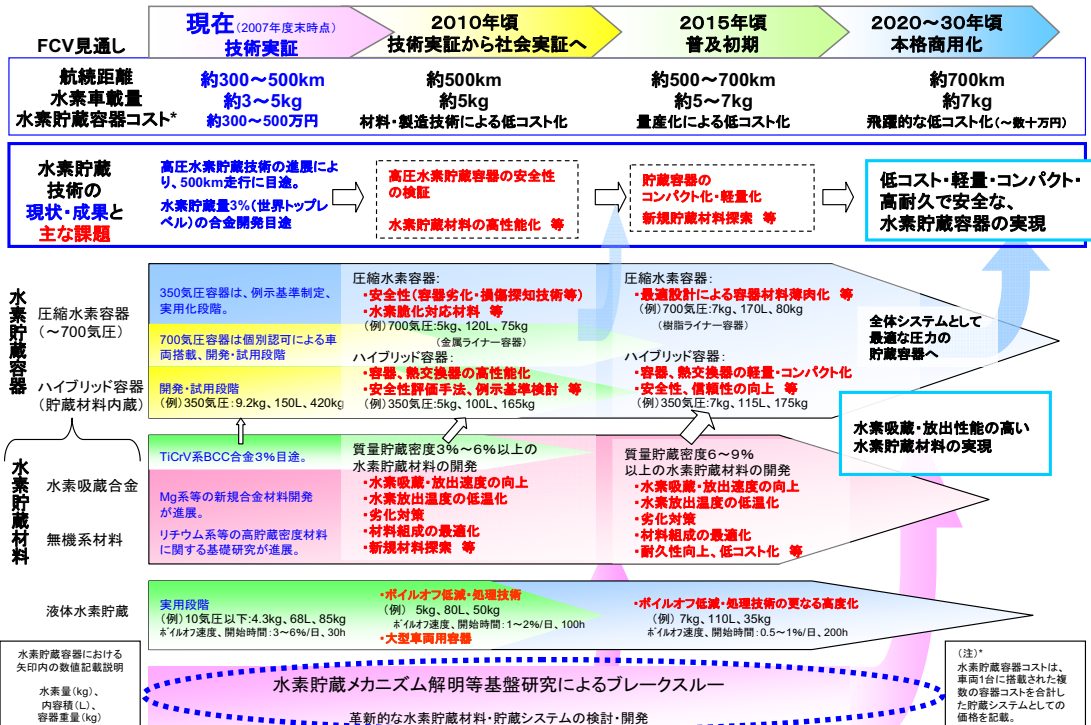 FCV見通し
現在(2007年度末時点)
技術実証
2010年頃
技術実証から社会実証へ
2015年頃
普及初期
2020～30年頃
本格商用化
航続距離
水素車載量
水素貯蔵容器コスト*
約300～500km
約3～5kg
約300～500万円
約500km
約5kg
材料・製造技術による低コスト化
約500～700km
約5～7kg
量産化による低コスト化
約700km
約7kg
飛躍的な低コスト化(～数十万円)
水素貯蔵
技術の
現状・成果と
主な課題
高圧水素貯蔵技術の進展によ
り、500km走行に目途。
水素貯蔵量3%(世界トップレ
ベル)の合金開発目途
高圧水素貯蔵容器の安全性
の検証
水素貯蔵材料の高性能化 等
貯蔵容器の
コンパクト化・軽量化
新規貯蔵材料探索 等
低コスト・軽量・コンパクト・
高耐久で安全な、
水素貯蔵容器の実現
水素貯蔵容器
圧縮水素容器
(～700気圧)
ハイブリッド容器
(貯蔵材料内蔵)
350気圧容器は、例示基準制定、
実用化段階。
700気圧容器は個別認可による車
両搭載、開発・試用段階
開発・試用段階
(例)350気圧:9.2kg, 150L, 420kg
圧縮水素容器:
・安全性(容器劣化・損傷探知技術等)
・水素脆化対応材料 等
(例)700気圧:5kg, 120L, 75kg
(金属ライナー容器)
ハイブリッド容器:
・容器、熱交換器の高性能化
・安全性評価手法、例示基準検討 等
(例)350気圧:5kg, 100L, 165kg
圧縮水素容器:
・最適設計による容器材料薄肉化 等
(例)700気圧:7kg, 170L, 80kg
(樹脂ライナー容器)
ハイブリッド容器:
・容器、熱交換器の軽量・コンパクト化
・安全性、信頼性の向上 等
(例)350気圧:7kg, 115L, 175kg
全体システムとして
最適な圧力の
貯蔵容器へ
水素吸蔵・放出性能の高い
水素貯蔵材料の実現
水素貯蔵材料
水素吸蔵合金
無機系材料
TiCrV系BCC合金3%目途。
Mg系等の新規合金材料開発
が進展。
リチウム系等の高貯蔵密度材料
に関する基礎研究が進展。
質量貯蔵密度3%～6%以上の
水素貯蔵材料の開発
・水素吸蔵・放出速度の向上
・水素放出温度の低温化
・劣化対策
・材料組成の最適化
・新規材料探索 等
質量貯蔵密度6～9%
以上の水素貯蔵材料の開発
・水素吸蔵・放出速度の向上
・水素放出温度の低温化
・劣化対策
・材料組成の最適化
・耐久性向上、低コスト化 等
液体水素貯蔵
実用段階
(例)10気圧以下:4.3kg, 68L, 85kg
ﾎﾞｲﾙｵﾌ速度、開始時間:3～6%/日、30h
・ボイルオフ低減・処理技術
(例) 5kg、80L、50kg
ﾎﾞｲﾙｵﾌ速度、開始時間:1～2%/日、100h
・大型車両用容器
・ボイルオフ低減・処理技術の更なる高度化
(例) 7kg, 110L, 35kg
ﾎﾞｲﾙｵﾌ速度、開始時間:0.5～1%/日、200h
水素貯蔵容器における
矢印内の数値記載説明
水素量(kg)、
内容積(L)、
容器重量(kg)
水素貯蔵メカニズム解明等基盤研究によるブレークスルー
革新的な水素貯蔵材料・貯蔵システムの検討・開発
(注)*
水素貯蔵容器コストは、
車両1台に搭載された複
数の容器コストを合計し
た貯蔵システムとしての
価格を記載。